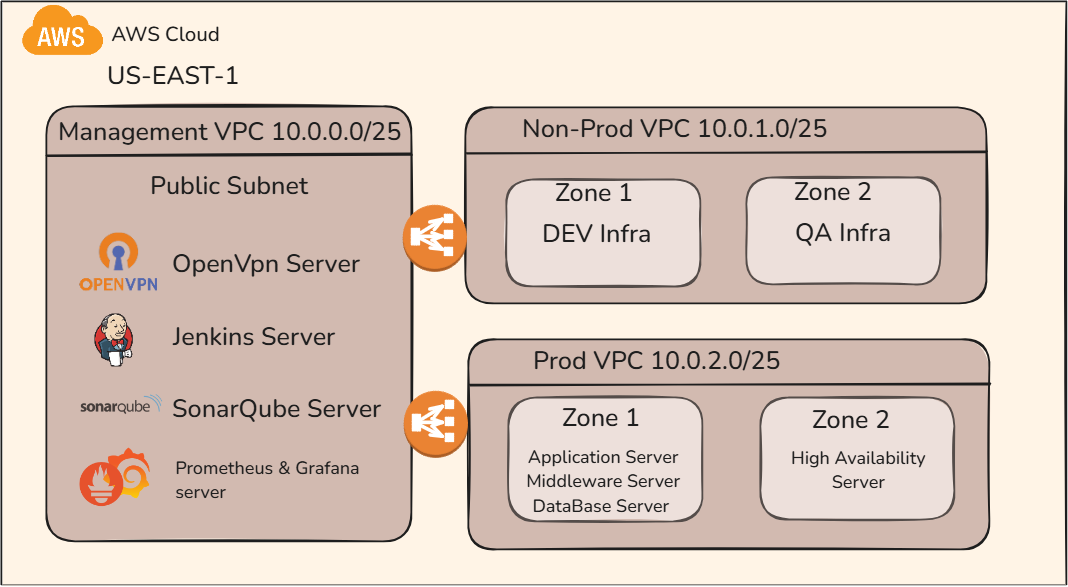 AWS
AWS Cloud
US-EAST-1
Management VPC 10.0.0.0/25
Public Subnet
OPENVPN
OpenVpn Server
Jenkins Server
sonarqube
SonarQube Server
Prometheus & Grafana
server
Non-Prod VPC 10.0.1.0/25
Zone 1
DEV Infra
Zone 2
QA Infra
Prod VPC 10.0.2.0/25
Zone 1
Application Server
Middleware Server
DataBase Server
Zone 2
High Availability
Server